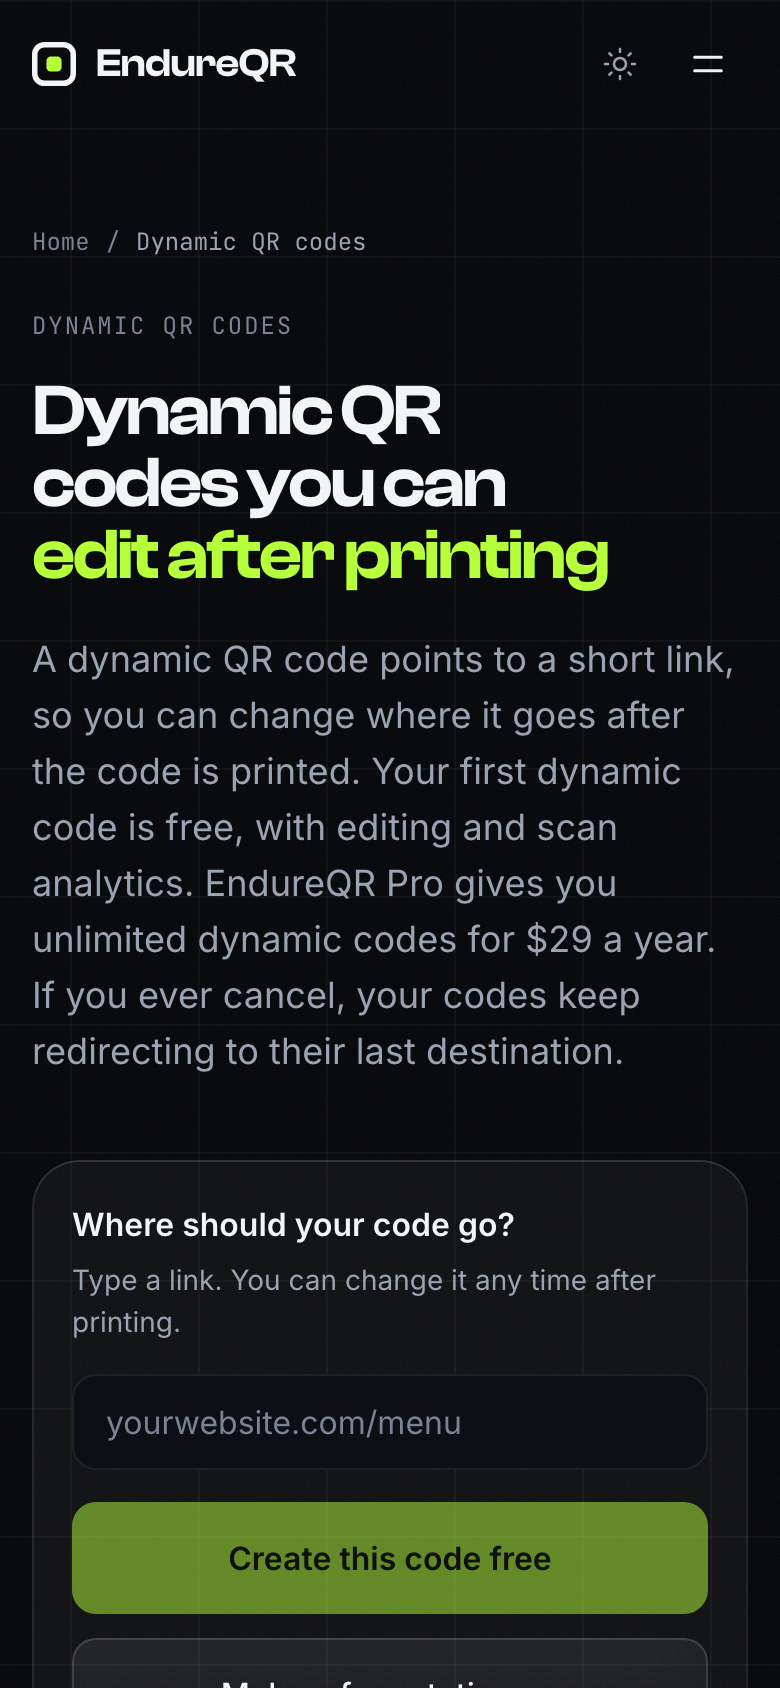 EndureQR
Home / Dynamic QR codes
DYNAMIC QR CODES
Dynamic QR
codes you can
edit after printing
A dynamic QR code points to a short link,
so you can change where it goes after
the code is printed. Your first dynamic
code is free, with editing and scan
analytics. EndureQR Pro gives you
unlimited dynamic codes for $29 a year.
If you ever cancel, your codes keep
redirecting to their last destination.
Where should your code go?
Type a link. You can change it any time after
printing.
yourwebsite.com/menu
Create this code free